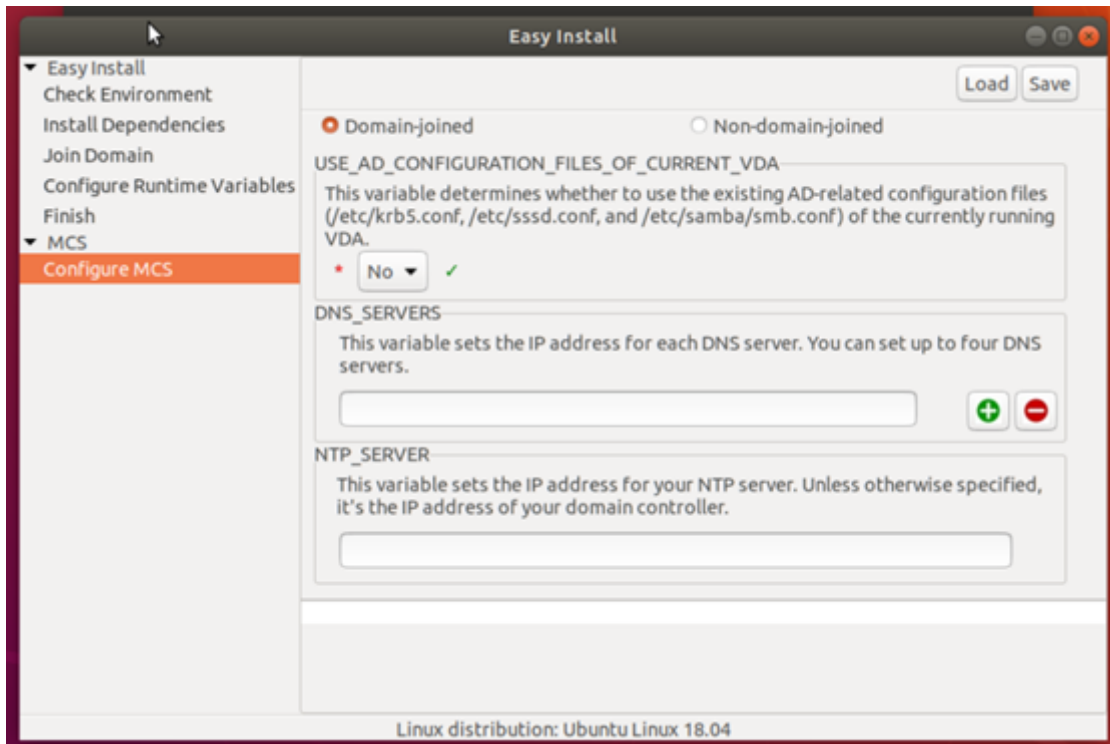 Easy Install
Easy Install
Check Environment
Install Dependencies
Join Domain
Configure Runtime Variables
Finish
MCS
Configure MCS
Load Save
Domain-joined Non-domain-joined
USE_AD_CONFIGURATION_FILES_OF_CURRENT_VDA
This variable determines whether to use the existing AD-related configuration files
(/etc/krb5.conf, /etc/sssd.conf, and /etc/samba/smb.conf) of the currently running
VDA.
* No
DNS_SERVERS
This variable sets the IP address for each DNS server. You can set up to four DNS
servers.
NTP_SERVER
This variable sets the IP address for your NTP server. Unless otherwise specified,
it's the IP address of your domain controller.
Linux distribution: Ubuntu Linux 18.04